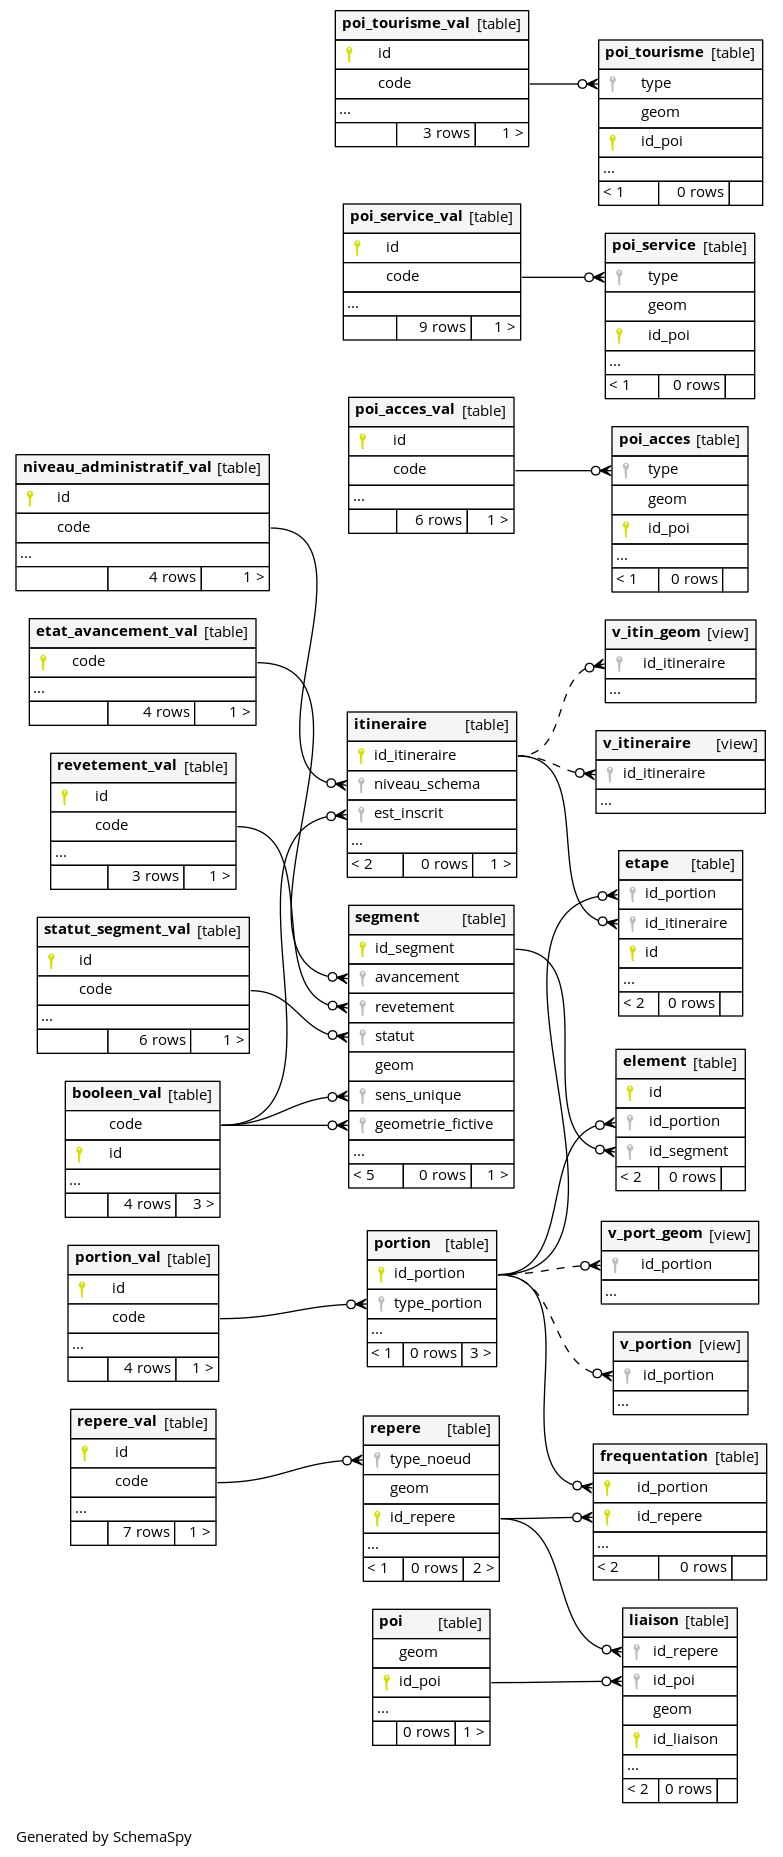 poi_tourisme_val [table]
id
code
...
3 rows 1 >
poi_tourisme [table]
type
geom
id_poi
...
< 1 0 rows
poi_service_val [table]
id
code
...
9 rows 1 >
poi_service [table]
type
geom
id_poi
...
< 1 0 rows
poi_acces_val [table]
id
code
...
6 rows 1 >
poi_acces [table]
type
geom
id_poi
...
< 1 0 rows
niveau_administratif_val [table]
id
code
...
4 rows 1 >
etat_avancement_val [table]
code
...
4 rows 1 >
v_itin_geom [view]
id_itineraire
...
itineraire [table]
id_itineraire
niveau_schema
est_inscrit
...
< 2 0 rows 1 >
v_itineraire [view]
id_itineraire
...
revetement_val [table]
id
code
...
3 rows 1 >
etape [table]
id_portion
id_itineraire
id
...
< 2 0 rows
statut_segment_val [table]
id
code
...
6 rows 1 >
segment [table]
id_segment
avancement
revetement
statut
geom
sens_unique
geometrie_fictive
...
< 5 0 rows 1 >
element [table]
id
id_portion
id_segment
< 2 0 rows
booleen_val [table]
code
id
...
4 rows 3 >
v_port_geom [view]
id_portion
...
portion [table]
id_portion
type_portion
...
< 1 0 rows 3 >
portion_val [table]
id
code
...
4 rows 1 >
v_portion [view]
id_portion
...
repere_val [table]
id
code
...
7 rows 1 >
repere [table]
type_noeud
geom
id_repere
...
< 1 0 rows 2 >
frequentation [table]
id_portion
id_repere
...
< 2 0 rows
poi [table]
geom
id_poi
...
0 rows 1 >
liaison [table]
id_repere
id_poi
geom
id_liaison
...
< 2 0 rows
Generated by SchemaSpy